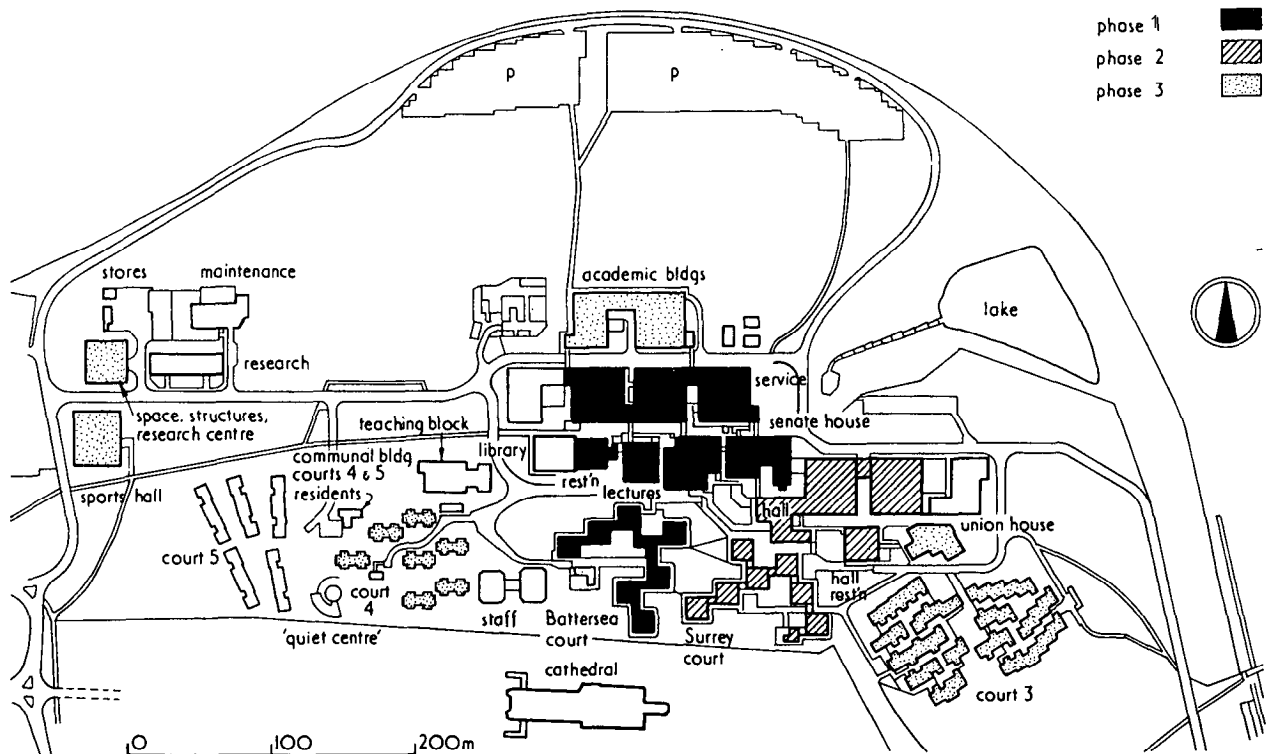 phase 1
phase 2
phase 3
p
p
stores
maintenance
academic bldgs
lake
research
service
space, structures,
research centre
senate house
teaching block
library
communal bldg
courts 4 & 5
residents
rest'n
lectures
sports hall
hall
union house
court 5
court
4
hall
rest'n
staff
Battersea
court
Surrey
court
'quiet centre'
cathedral
court 3
0 100 200m